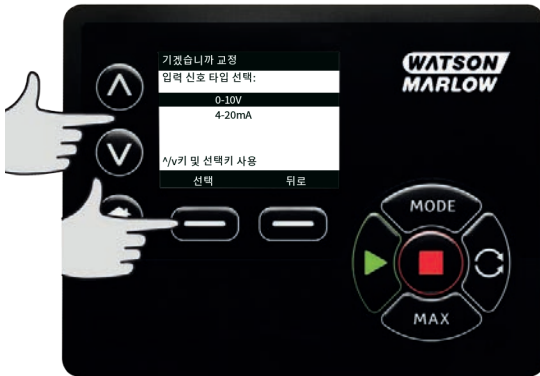 기겠습니까 교정
입력 신호 타입 선택:
0-10V
4-20mA
^/v키 및 선택키 사용
선택 뒤로
WATSON
MARLOW
MODE
MAX